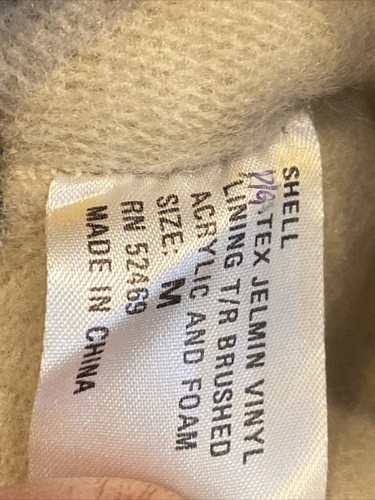 SHELL
TEX JELMIN VINYL
LINING T/R BRUSHED
ACRYLIC AND FOAM
SIZE: M
RN 52469
MADE IN CHINA